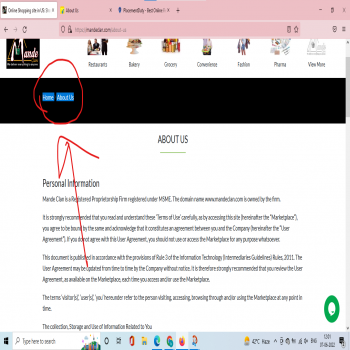 Online Shopping site in US: Sh
About Us
PlacementDuty - Best Online P
https://mandeclan.com/about-us
Mande
Restaurants
Bakery
Grocery
Convenience
Fashion
Pharma
View More
Home About Us
ABOUT US
Personal Information
Mande Clan is a Registered Proprietorship Firm registered under MSME. The domain name www.mandeclan.com is owned by the firm.
It is strongly recommended that you read and understand these "Terms of Use" carefully, as by accessing this site (hereinafter the "Marketplace"),
you agree to be bound by the same and acknowledge that it constitutes an agreement between you and the Company (hereinafter the "User
Agreement"). If you do not agree with this User Agreement, you should not use or access the Marketplace for any purpose whatsoever.
This document is published in accordance with the provisions of Rule 3 of the Information Technology (Intermediaries Guidelines) Rules, 2011. The
User Agreement may be updated from time to time by the Company without notice. It is therefore strongly recommended that you review the User
Agreement, as available on the Marketplace, each time you access and/or use the Marketplace.
The terms 'visitor(s)', 'user(s)', 'you' hereunder refer to the person visiting, accessing, browsing through and/or using the Marketplace at any point in
time.
The collection, Storage and Use of Information Related to You
42°C Haze
ENG
13:01
07-06-2022